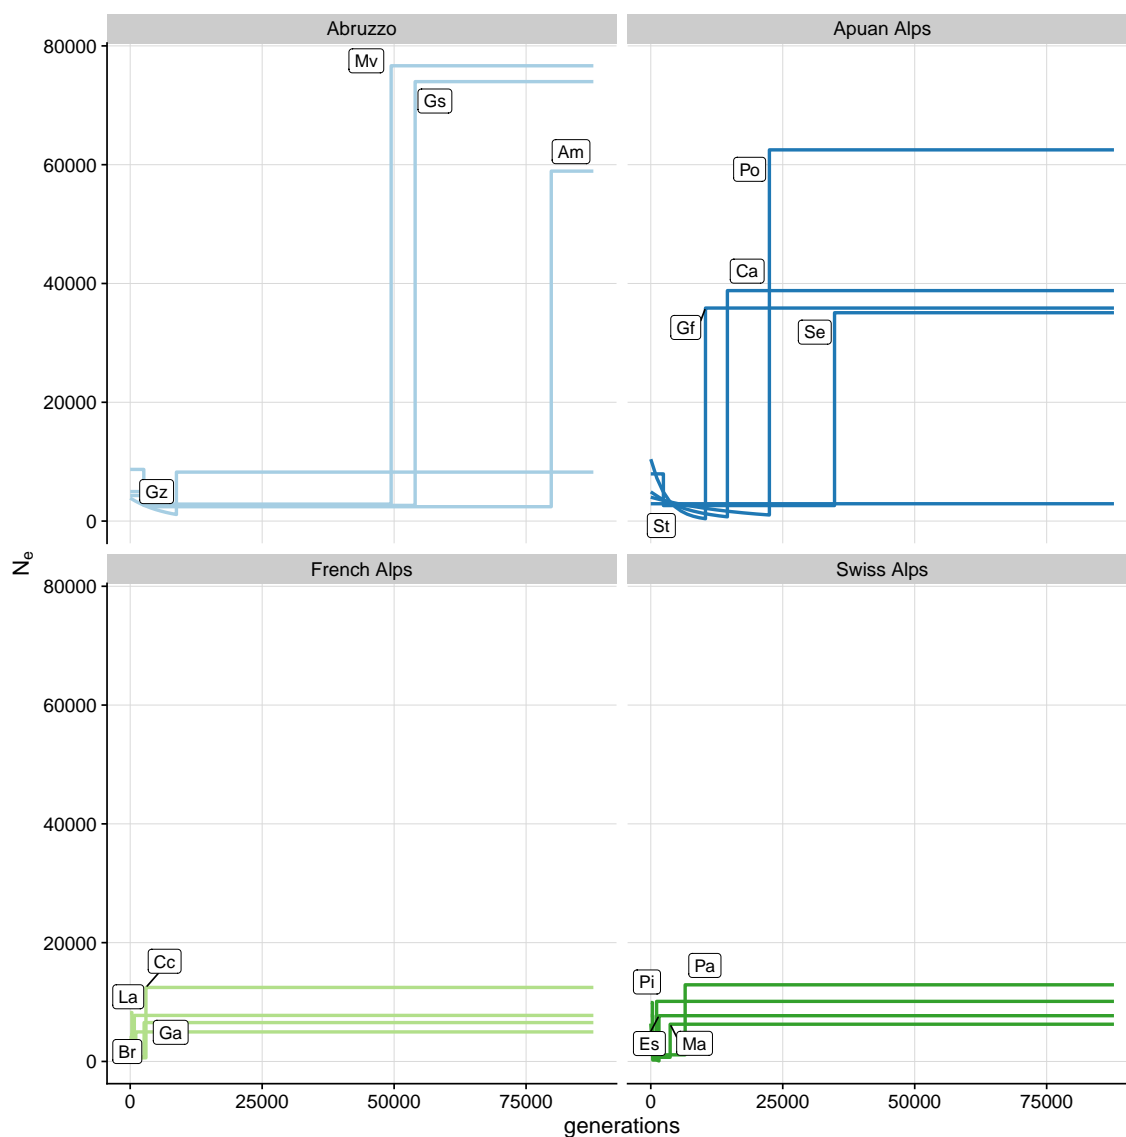 Abruzzo
Apuan Alps
80000
60000
40000
20000
0
Mv
Gs
Am
Gz
Po
Ca
Gf
Se
St
Ne
French Alps
Swiss Alps
80000
60000
40000
20000
0
Cc
La
Ga
Br
Pa
Pi
Es
Ma
0 25000 50000 75000 0 25000 50000 75000
generations